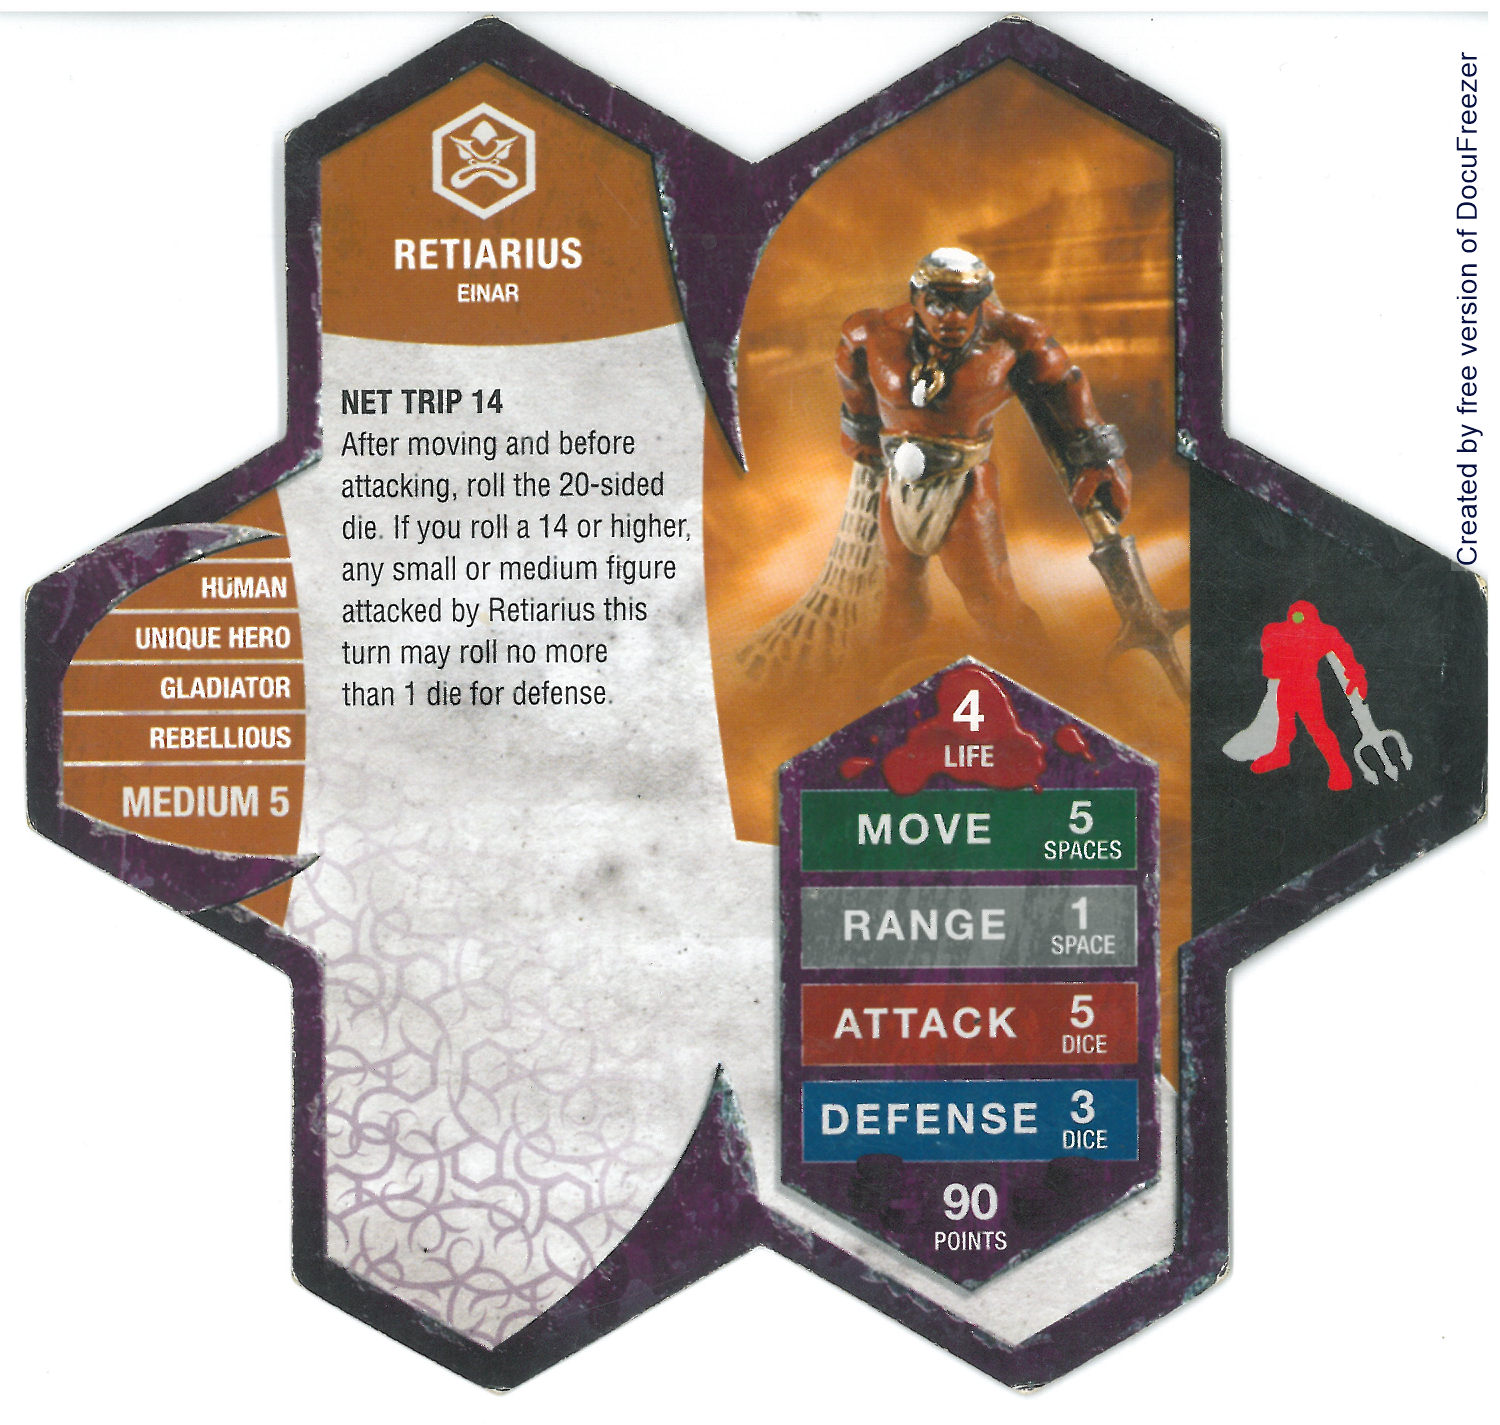 RETIARIUS
EINAR
NET TRIP 14
After moving and before
attacking, roll the 20-sided
die. If you roll a 14 or higher,
any small or medium figure
attacked by Retiarius this
turn may roll no more
than 1 die for defense.
HUMAN
UNIQUE HERO
GLADIATOR
REBELLIOUS
MEDIUM 5
4
LIFE
MOVE 5
SPACES
RANGE 1
SPACE
ATTACK 5
DICE
DEFENSE 3
DICE
90
POINTS
Created by free version of DocuFreezer